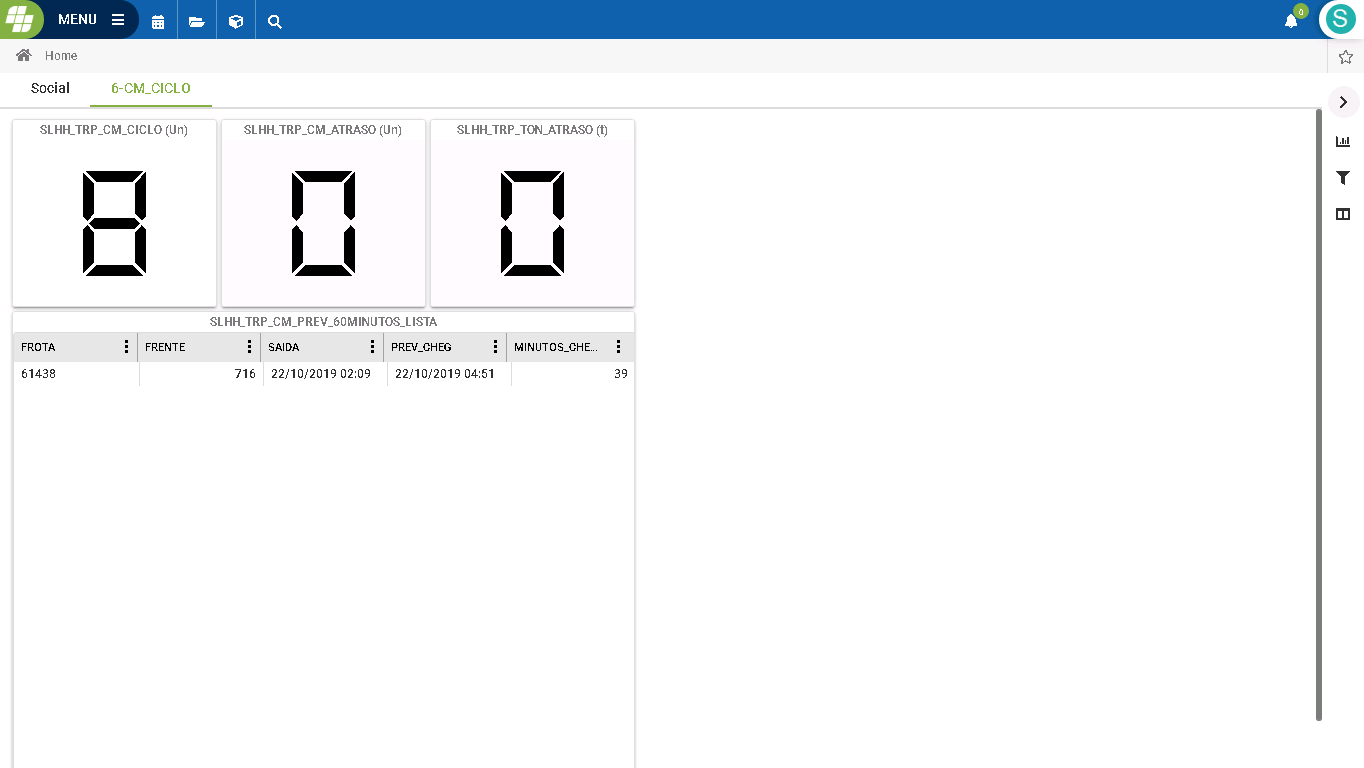 MENU
0
S
Home
Social 6-CM_CICLO
SLHH_TRP_CM_CICLO (Un) SLHH_TRP_CM_ATRASO (Un) SLHH_TRP_TON_ATRASO (t)
8 0 0
SLHH_TRP_CM_PREV_60MINUTOS_LISTA
FROTA FRENTE SAIDA PREV_CHEG MINUTOS_CHE...
61438 716 22/10/2019 02:09 22/10/2019 04:51 39